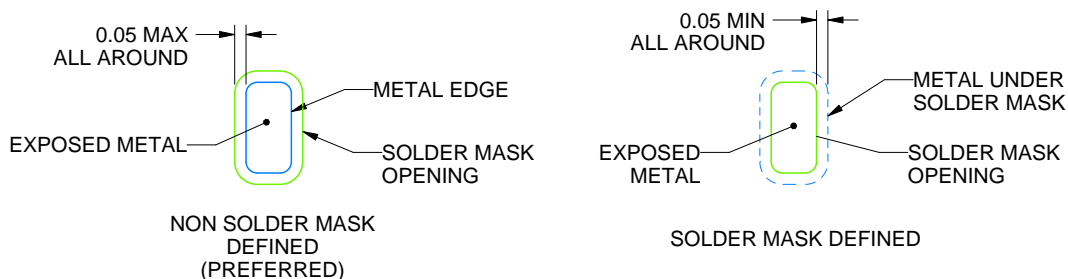 0.05 MAX
ALL AROUND
METAL EDGE
EXPOSED METAL
SOLDER MASK
OPENING
NON SOLDER MASK
DEFINED
(PREFERRED)
0.05 MIN
ALL AROUND
METAL UNDER
SOLDER MASK
EXPOSED
METAL
SOLDER MASK
OPENING
SOLDER MASK DEFINED